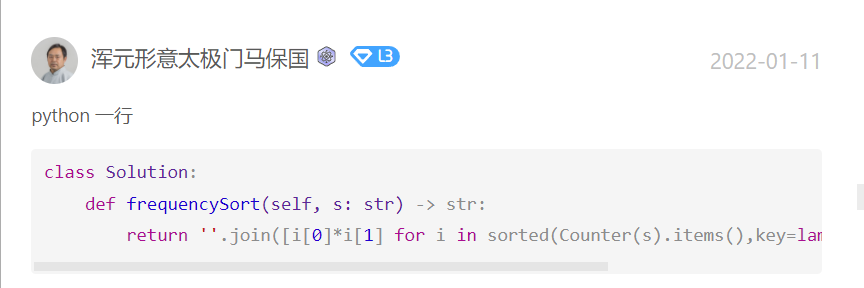 浑元形意太极门马保国 L3 2022-01-11
python 一行
class Solution:
def frequencySort(self, s: str) -> str:
return ''.join([i[0]*i[1] for i in sorted(Counter(s).items(),key=lam